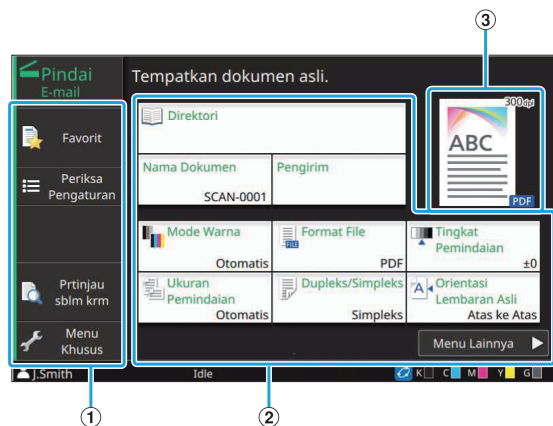 ③
Pindai
E-mail
Tempatkan dokumen asli.
Favorit
Periksa
Pengaturan
Prtinjau
sblm krm
Menu
Khusus
Direktori
Nama Dokumen
SCAN-0001
Pengirim
300dpi
ABC
PDF
Mode Warna
Otomatis
Format File
FILE
PDF
Tingkat
Pemindaian
±0
Ukuran
Pemindaian
Otomatis
Dupleks/Simpleks
Simpleks
A
Orientasi
Lembaran Asli
Atas ke Atas
Menu Lainnya
J.Smith
Idle
K C M Y G
① ②